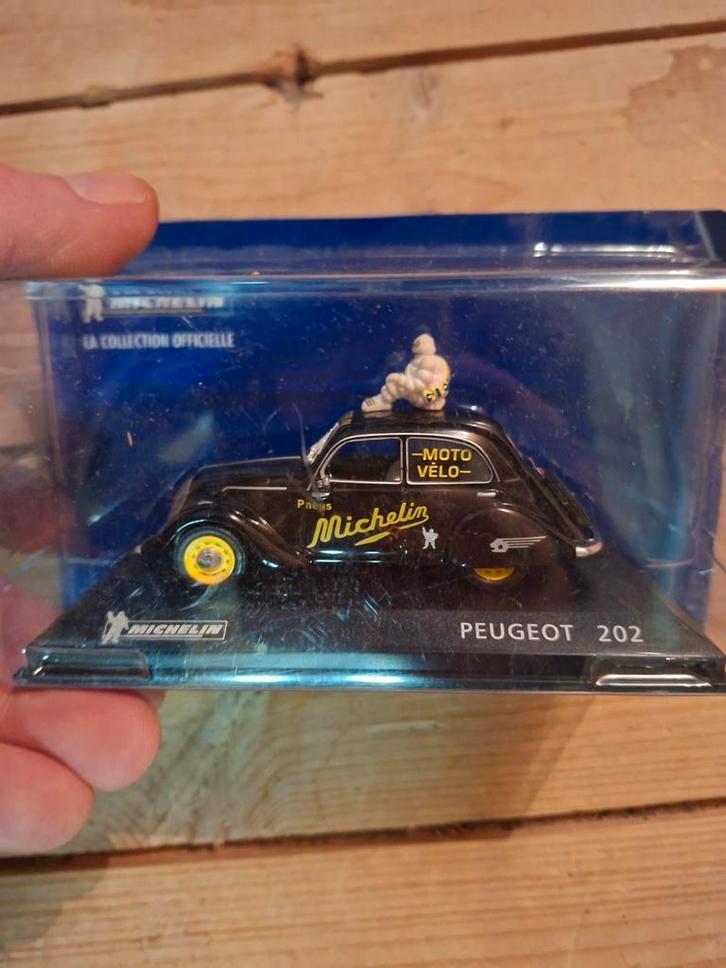 MICHELIN
LA COLLECTION OFFICIELLE
—MOTO
VÉLO—
Pneus
Michelin
MICHELIN
PEUGEOT 202